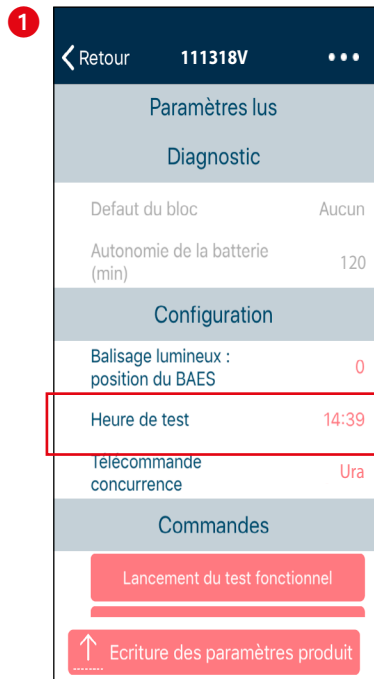 1
Retour 111318V •••
Paramètres lus
Diagnostic
Defaut du bloc Aucun
Autonomie de la batterie
(min) 120
Configuration
Balisage lumineux :
position du BAES 0
Heure de test 14:39
Télécommande
concurrence Ura
Commandes
Lancement du test fonctionnel
Ecriture des paramètres produit